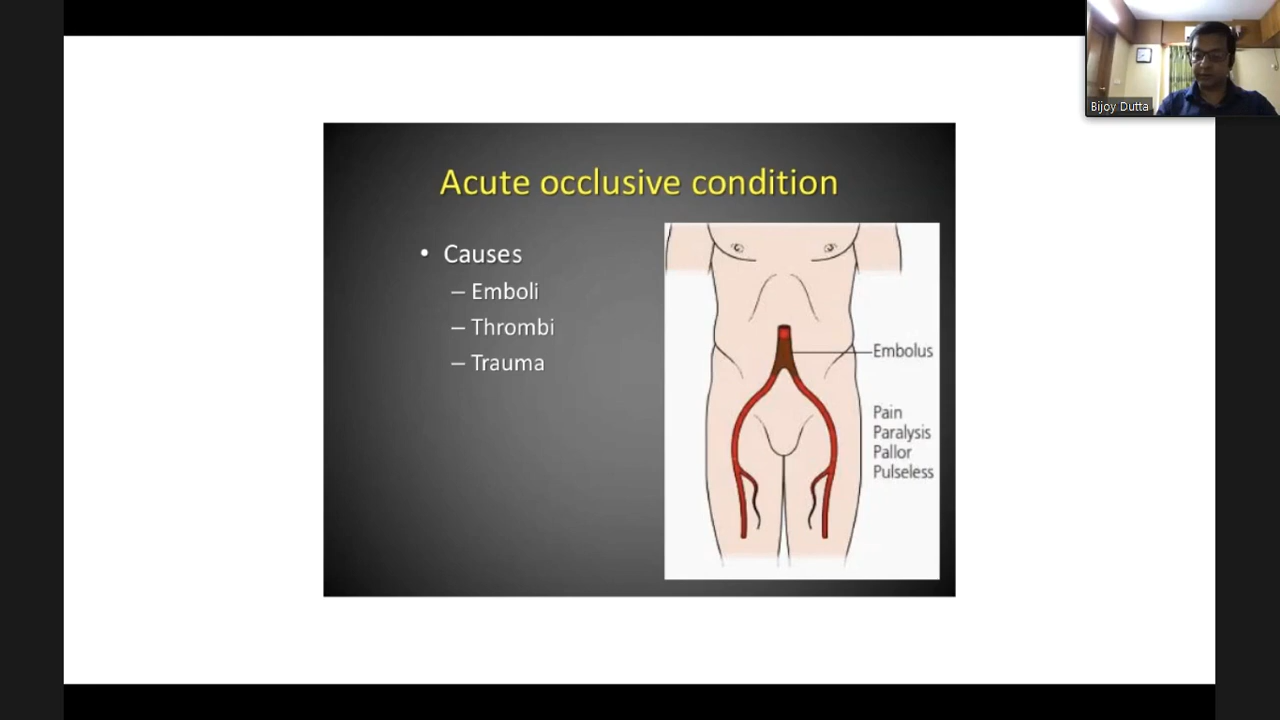 Bijoy Dutta
Acute occlusive condition
• Causes
– Emboli
– Thrombi
– Trauma
Embolus
Pain
Paralysis
Pallor
Pulseless